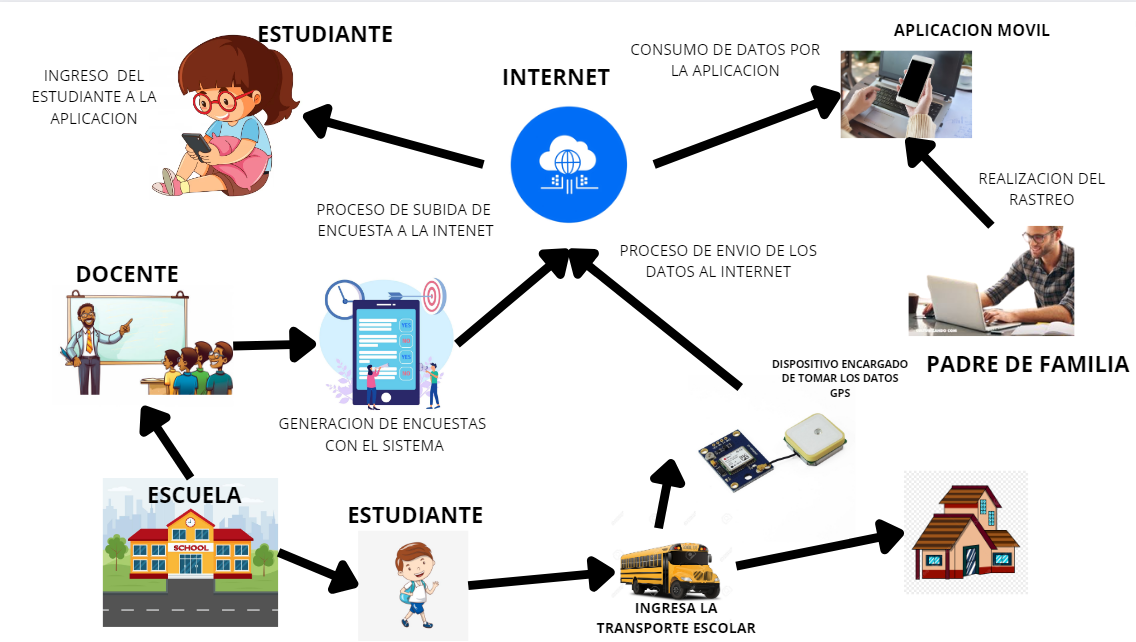 ESTUDIANTE
APLICACION MOVIL
CONSUMO DE DATOS POR
LA APLICACION
INTERNET
INGRESO DEL
ESTUDIANTE A LA
APLICACION
REALIZACION DEL
RASTREO
PROCESO DE SUBIDA DE
ENCUESTA A LA INTENET
PROCESO DE ENVIO DE LOS
DATOS AL INTERNET
DOCENTE
YES
YES
PADRE DE FAMILIA
DISPOSITIVO ENCARGADO
DE TOMAR LOS DATOS
GPS
GENERACION DE ENCUESTAS
CON EL SISTEMA
ESCUELA
SCHOOL
ESTUDIANTE
INGRESA LA
TRANSPORTE ESCOLAR